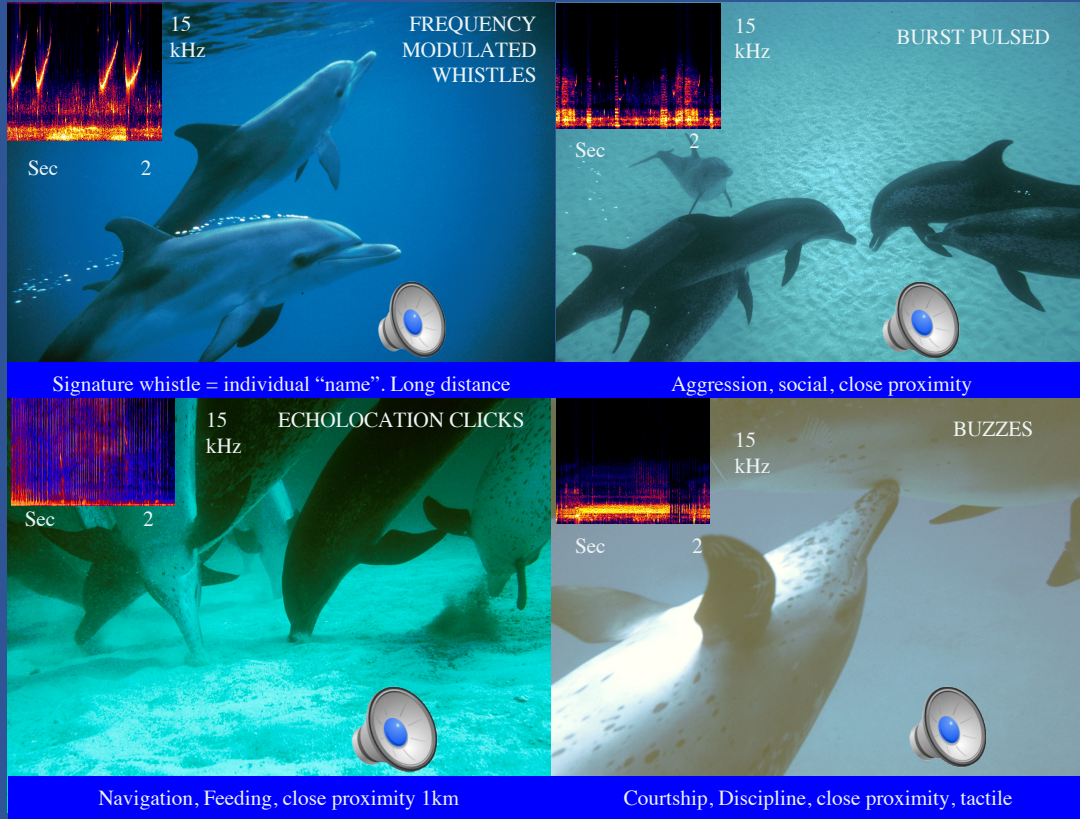 15
kHz
FREQUENCY
MODULATED
WHISTLES
Sec 2
Signature whistle = individual “name”. Long distance
15
kHz
BURST PULSED
Sec 2
Aggression, social, close proximity
15
kHz
ECHOLOCATION CLICKS
Sec 2
Navigation, Feeding, close proximity 1km
15
kHz
BUZZES
Sec 2
Courtship, Discipline, close proximity, tactile